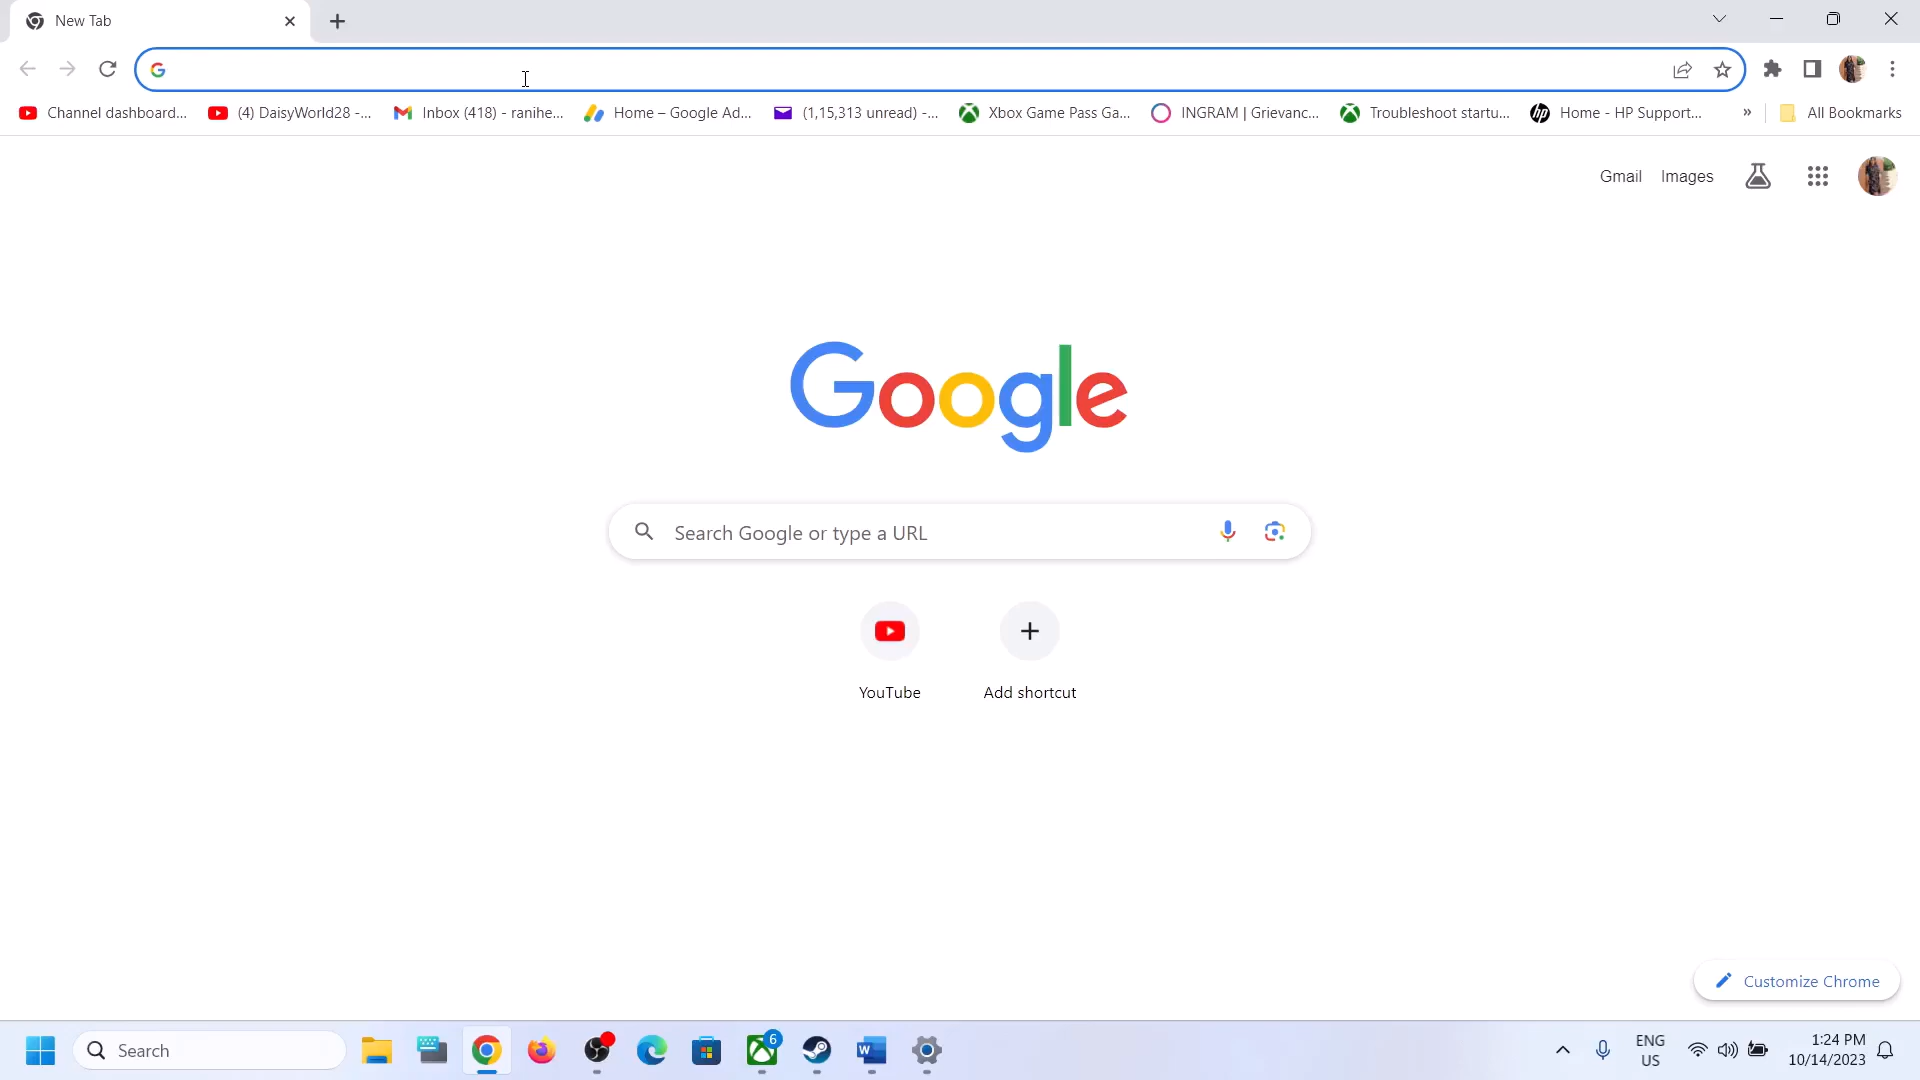 New Tab
Channel dashboard...
(4) DaisyWorld28 -...
Inbox (418) - ranihe...
Home – Google Ad...
(1,15,313 unread) -...
Xbox Game Pass Ga...
INGRAM | Grievanc...
Troubleshoot startu...
Home - HP Support...
»
All Bookmarks
Gmail
Images
Google
Search Google or type a URL
YouTube
Add shortcut
Customize Chrome
Search
6
ENG
US
1:24 PM
10/14/2023